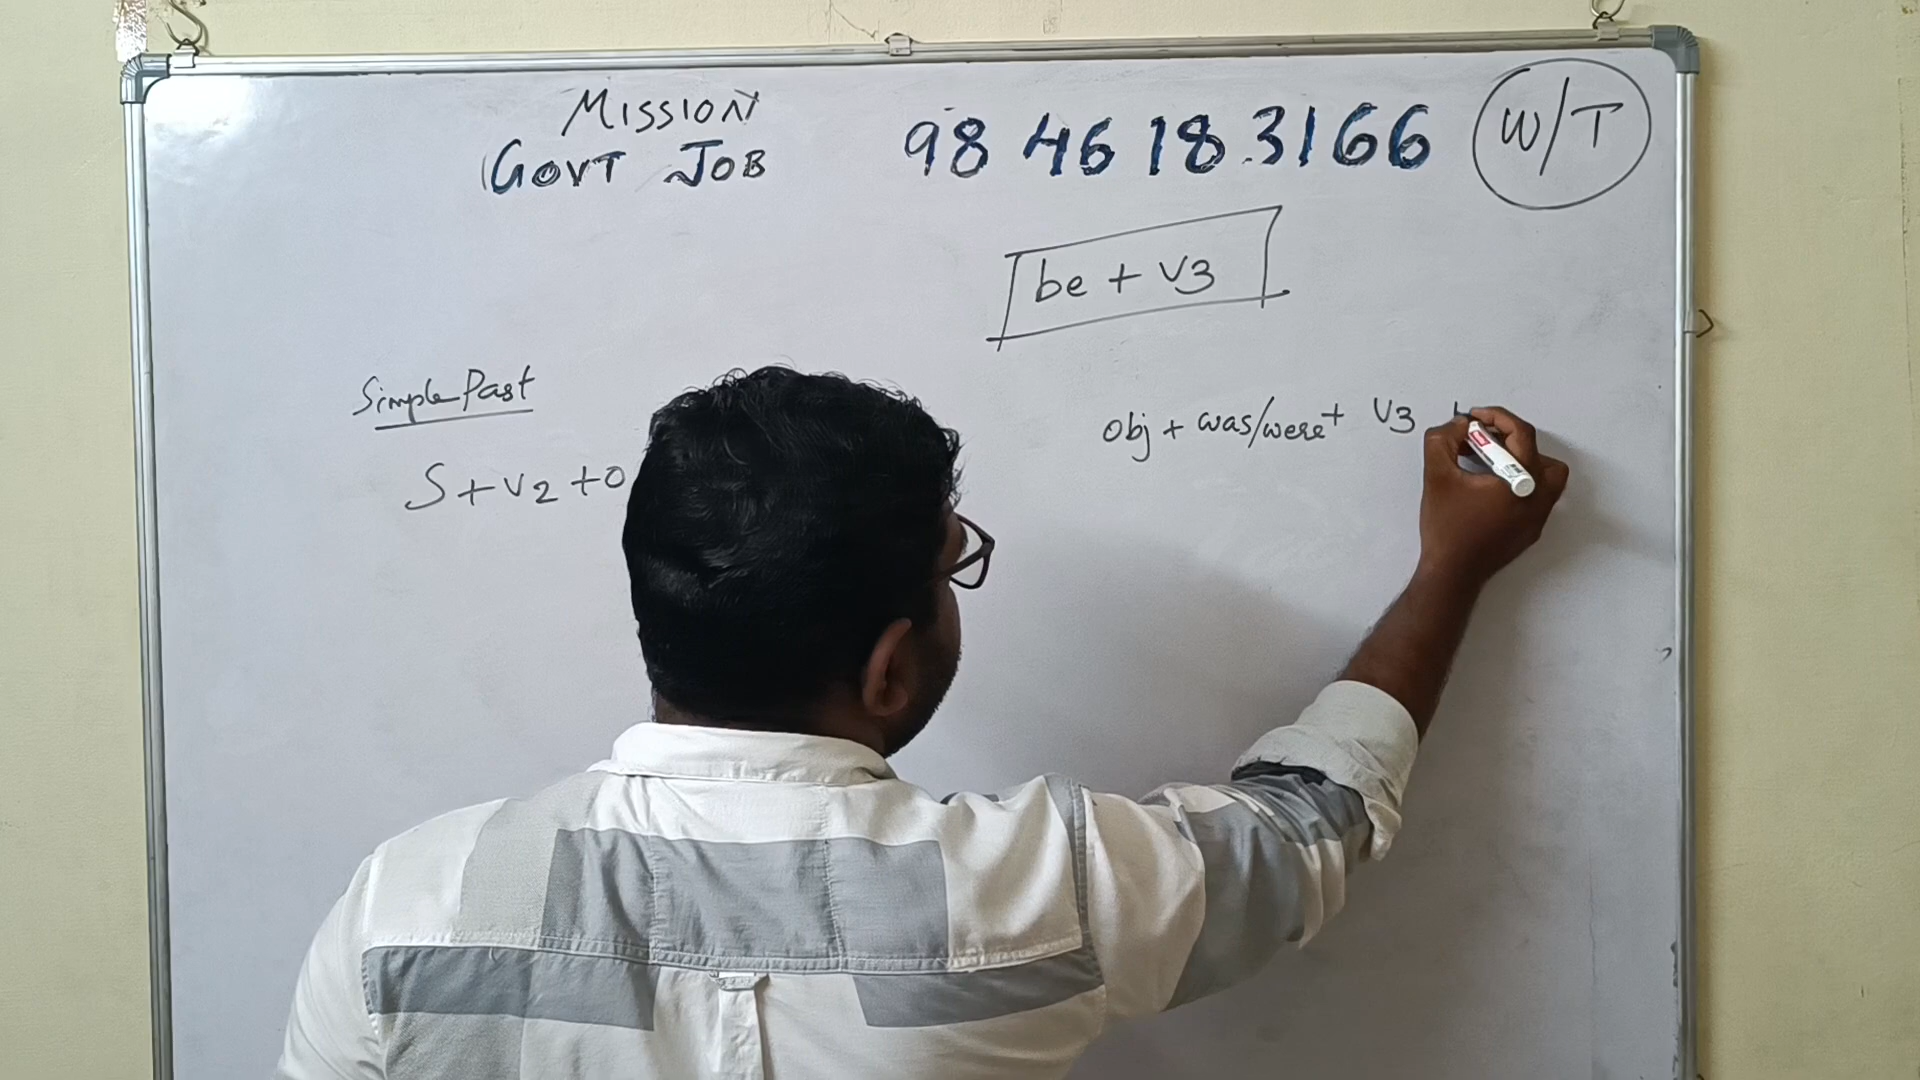 MISSION
GOVT JOB
98 46 18 3166
W/T
be + V3
Simple Past
S + V2 + O
Obj + was/were + V3